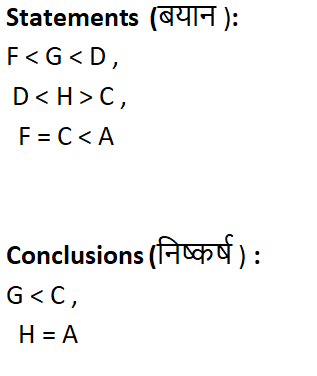 Statements (बयान ):
F < G < D ,
D < H > C ,
F = C < A
Conclusions (निष्कर्ष ) :
G < C ,
H = A